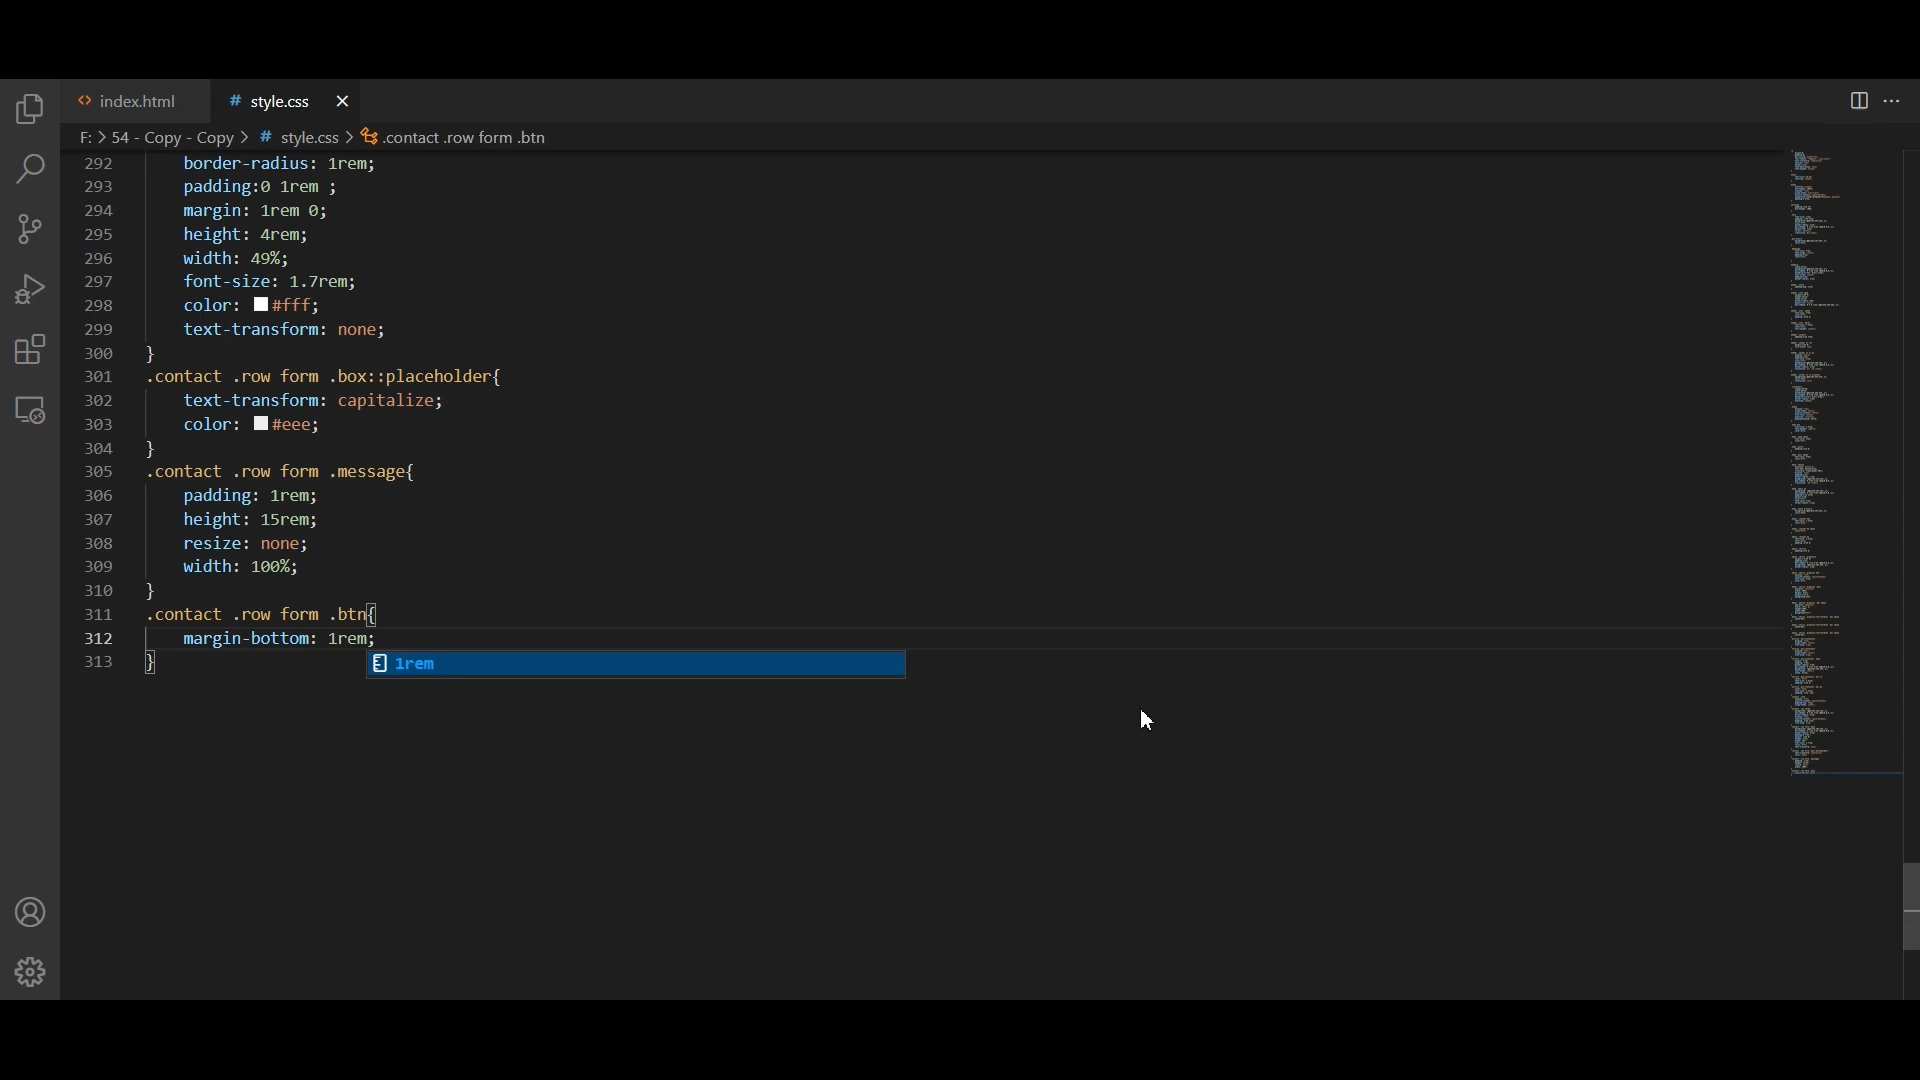 index.html
# style.css
F: > 54 - Copy - Copy > # style.css > .contact .row form .btn
292 border-radius: 1rem;
293 padding:0 1rem ;
294 margin: 1rem 0;
295 height: 4rem;
296 width: 49%;
297 font-size: 1.7rem;
298 color: #fff;
299 text-transform: none;
300 }
301 .contact .row form .box::placeholder{
302 text-transform: capitalize;
303 color: #eee;
304 }
305 .contact .row form .message{
306 padding: 1rem;
307 height: 15rem;
308 resize: none;
309 width: 100%;
310 }
311 .contact .row form .btn{
312 margin-bottom: 1rem;
313 }
1rem